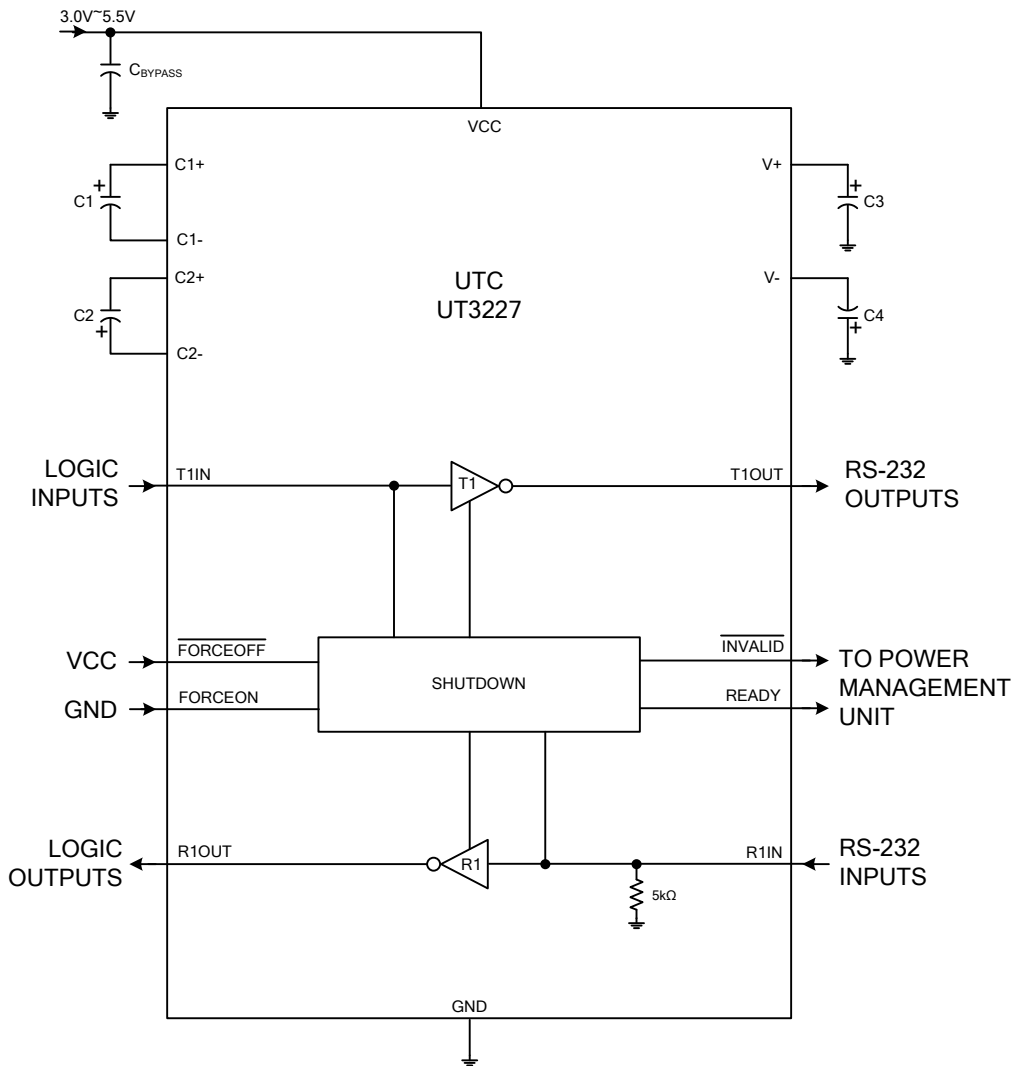 3.0V~5.5V
CBYPASS
VCC
C1+
V+
C1
C3
C1-
C2+
UTC
V-
UT3227
C2
C4
C2-
LOGIC
INPUTS
T1IN
T1
T1OUT
RS-232
OUTPUTS
VCC
FORCEOFF
INVALID
TO POWER
MANAGEMENT
UNIT
SHUTDOWN
GND
FORCEON
READY
LOGIC
OUTPUTS
R1OUT
R1
R1IN
RS-232
INPUTS
5kΩ
GND